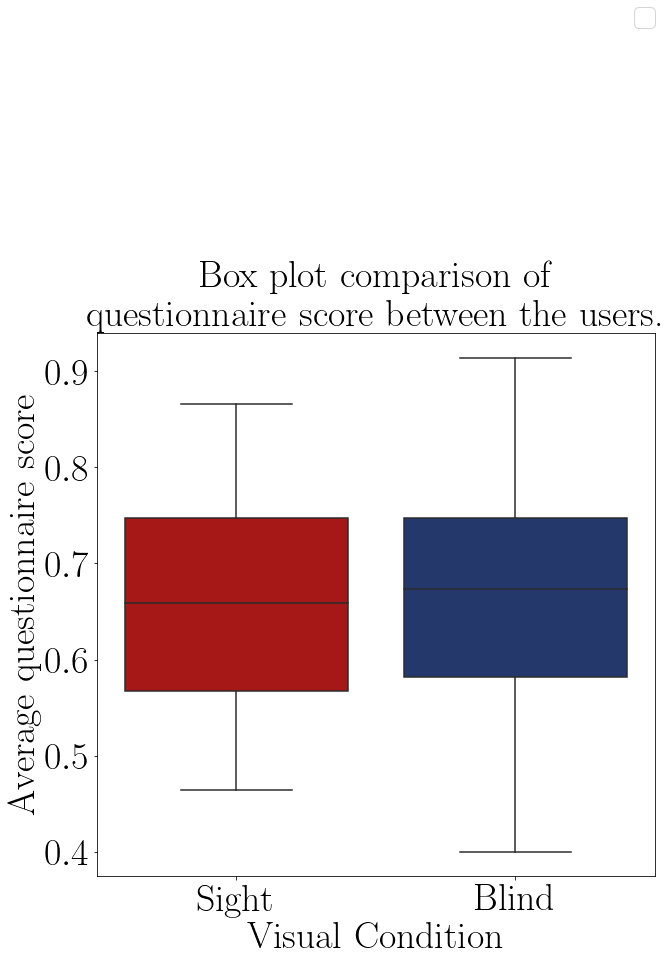 Box plot comparison of
questionnaire score between the users.
Average questionnaire score
0.9
0.8
0.7
0.6
0.5
0.4
Sight
Blind
Visual Condition